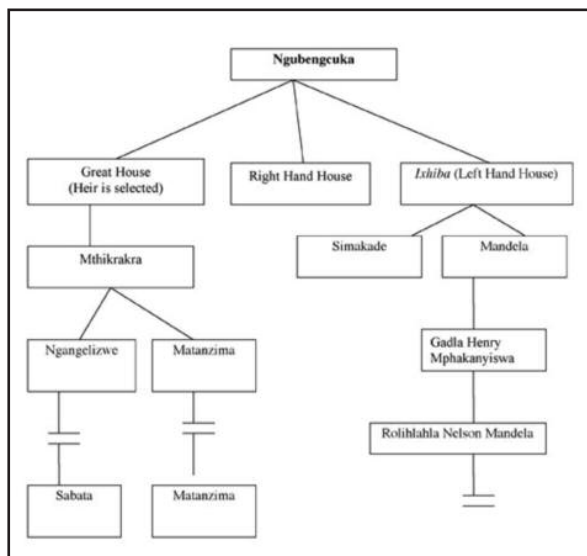 Ngubengcuka
Great House
(Heir is selected)
Right Hand House
Ixhiba (Left Hand House)
Simakade
Mandela
Mthikrakra
Ngangelizwe
Matanzima
Gadla Henry
Mphakanyiswa
Rolihlahla Nelson Mandela
Sabata
Matanzima